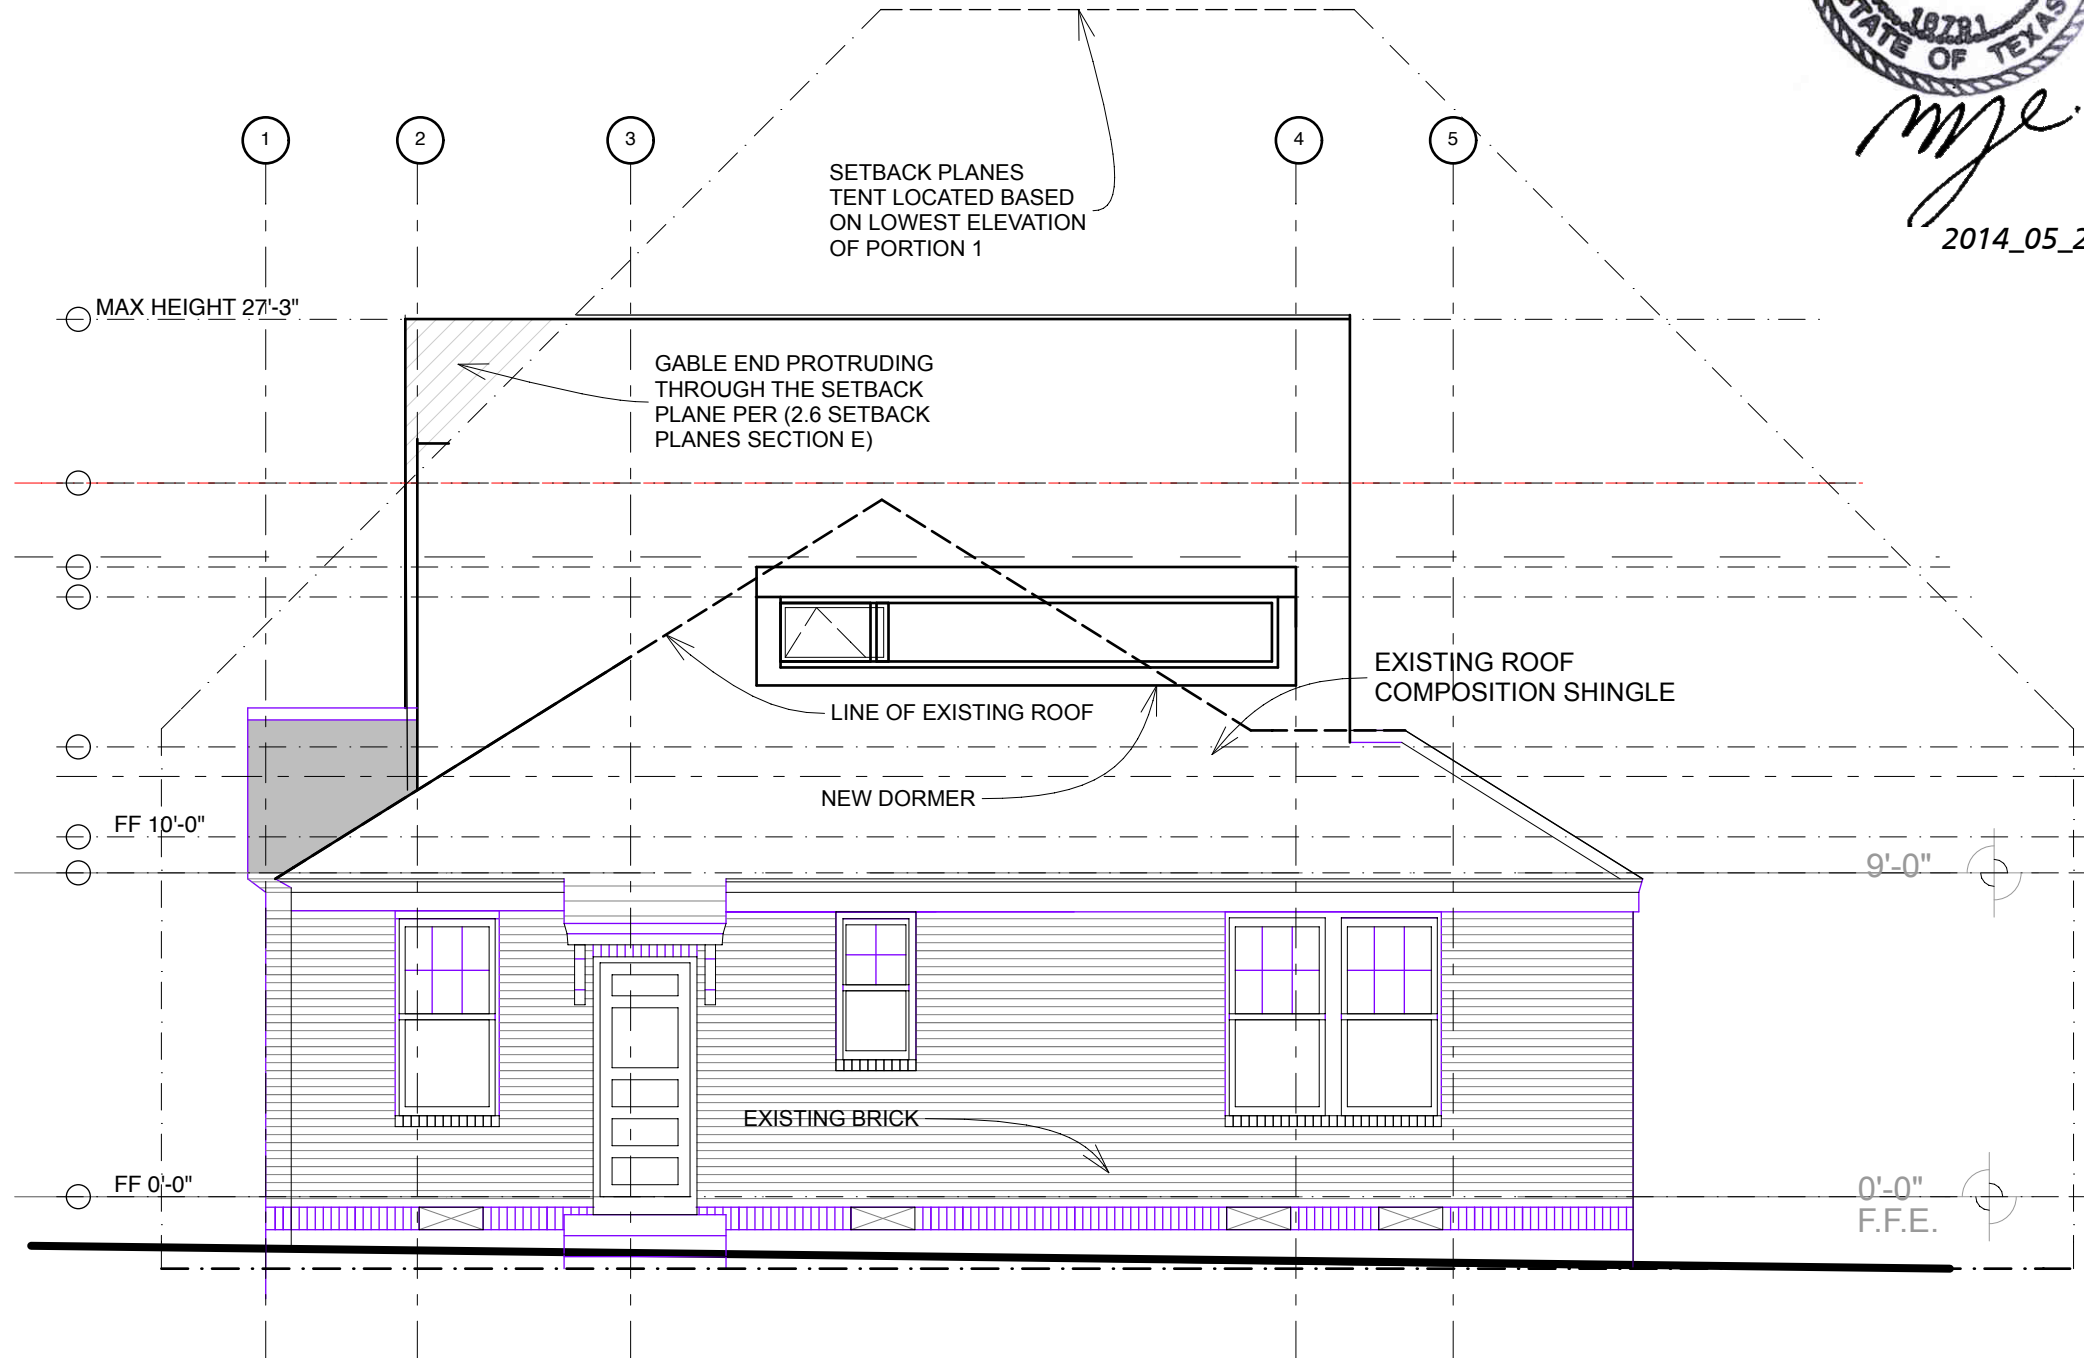 18791
STATE OF TEXAS
2014_05_2
1
2
3
4
5
SETBACK PLANES
TENT LOCATED BASED
ON LOWEST ELEVATION
OF PORTION 1
MAX HEIGHT 27'-3"
GABLE END PROTRUDING
THROUGH THE SETBACK
PLANE PER (2.6 SETBACK
PLANES SECTION E)
EXISTING ROOF
COMPOSITION SHINGLE
LINE OF EXISTING ROOF
NEW DORMER
FF 10'-0"
9'-0"
EXISTING BRICK
FF 0'-0"
0'-0"
F.F.E.